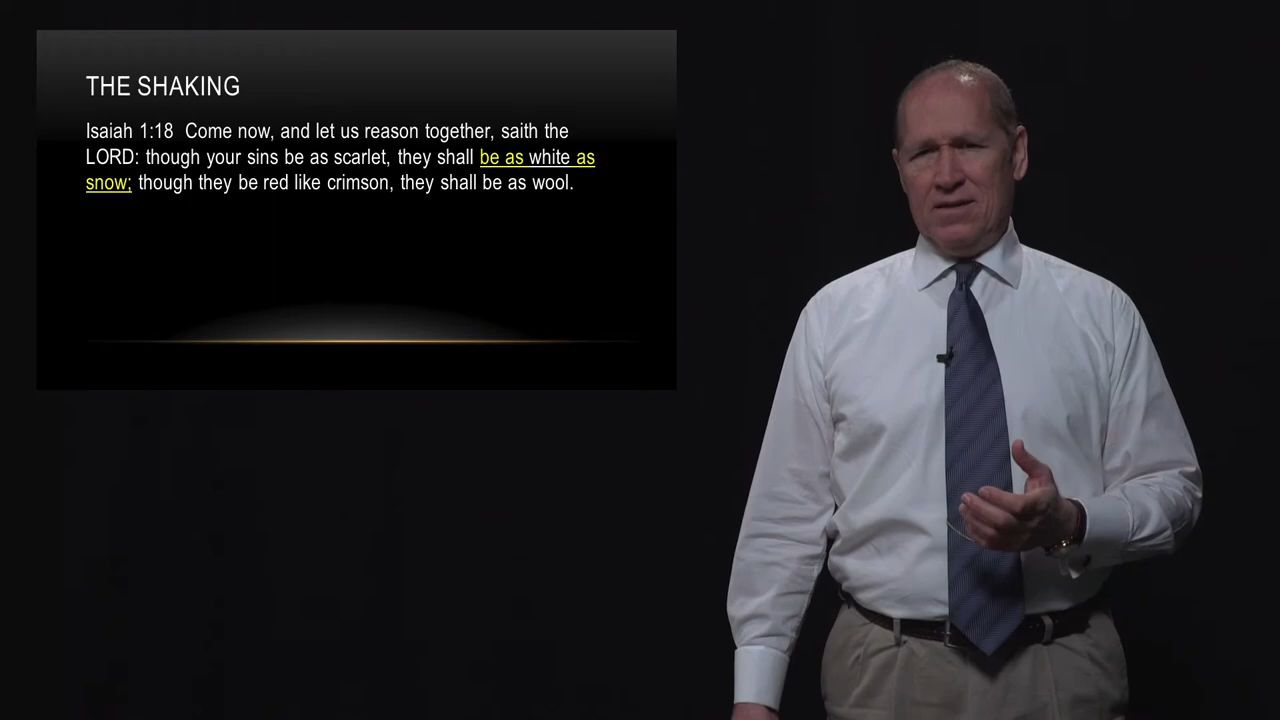 THE SHAKING
Isaiah 1:18 Come now, and let us reason together, saith the
LORD: though your sins be as scarlet, they shall be as white as
snow; though they be red like crimson, they shall be as wool.